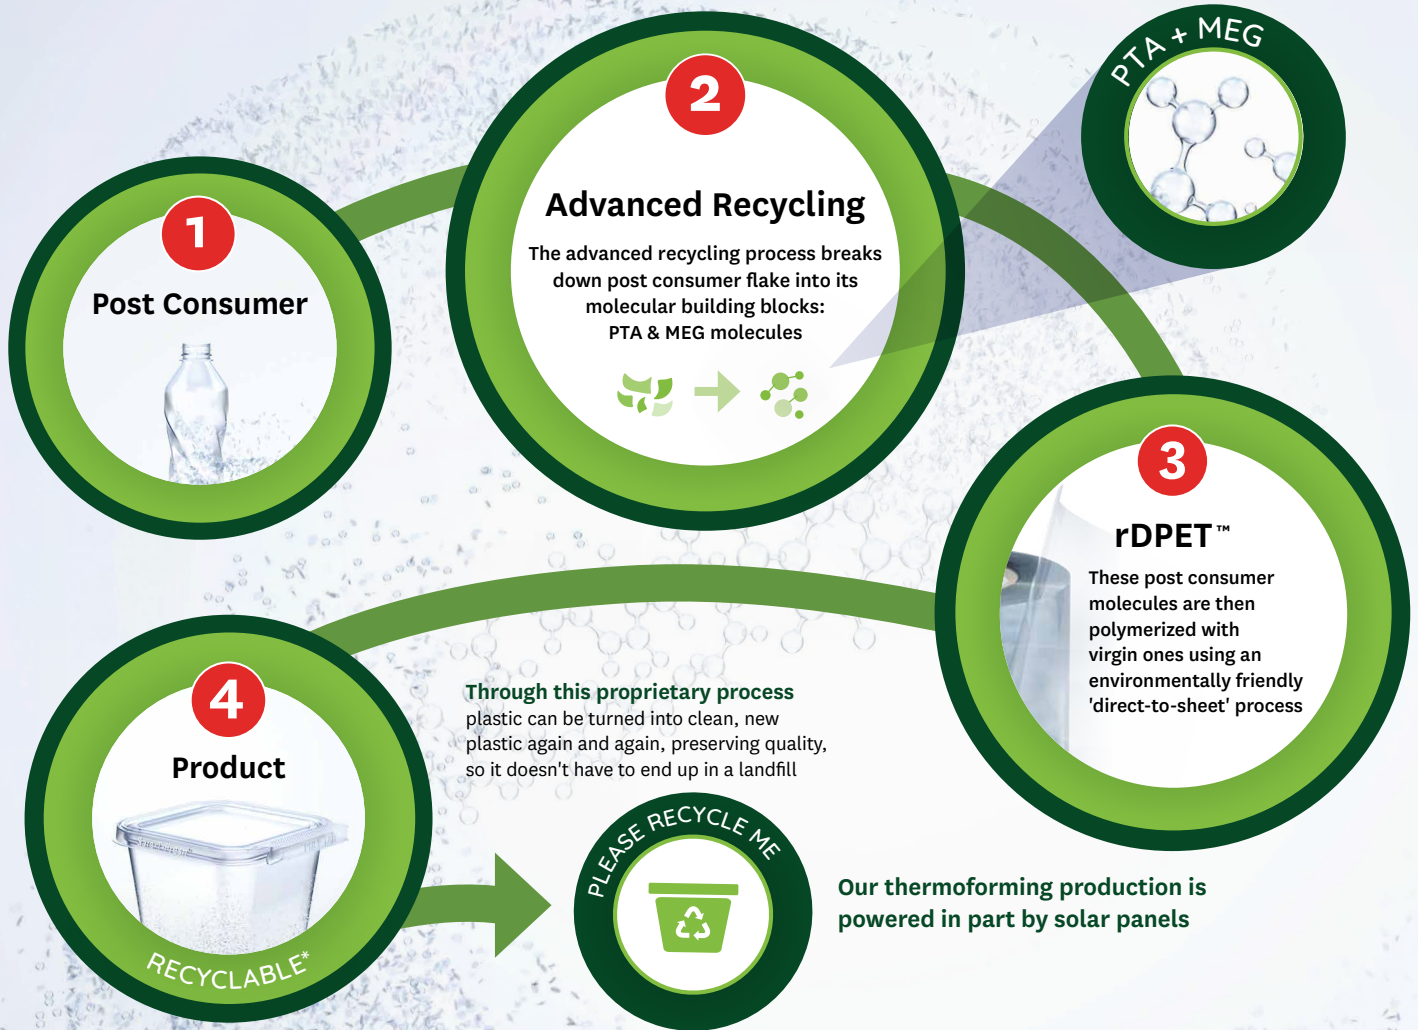 1
Post Consumer
2
Advanced Recycling
The advanced recycling process breaks
down post consumer flake into its
molecular building blocks:
PTA & MEG molecules
PTA + MEG
3
rDPET™
These post consumer
molecules are then
polymerized with
virgin ones using an
environmentally friendly
'direct-to-sheet' process
4
Product
RECYCLABLE*
Through this proprietary process
plastic can be turned into clean, new
plastic again and again, preserving quality,
so it doesn't have to end up in a landfill
PLEASE RECYCLE ME
Our thermoforming production is
powered in part by solar panels